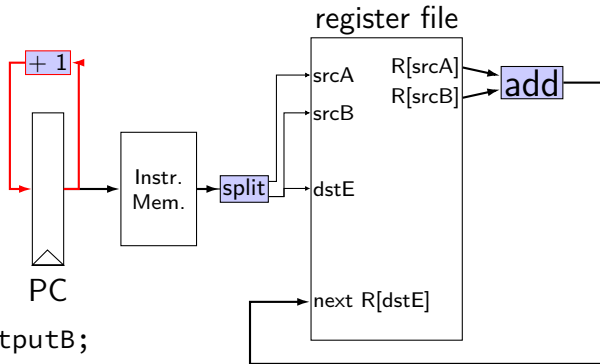 register file
+ 1
srcA
R[srcA]
add
R[srcB]
srcB
Instr.
Mem.
split
dstE
PC
next R[dstE]
tputB;